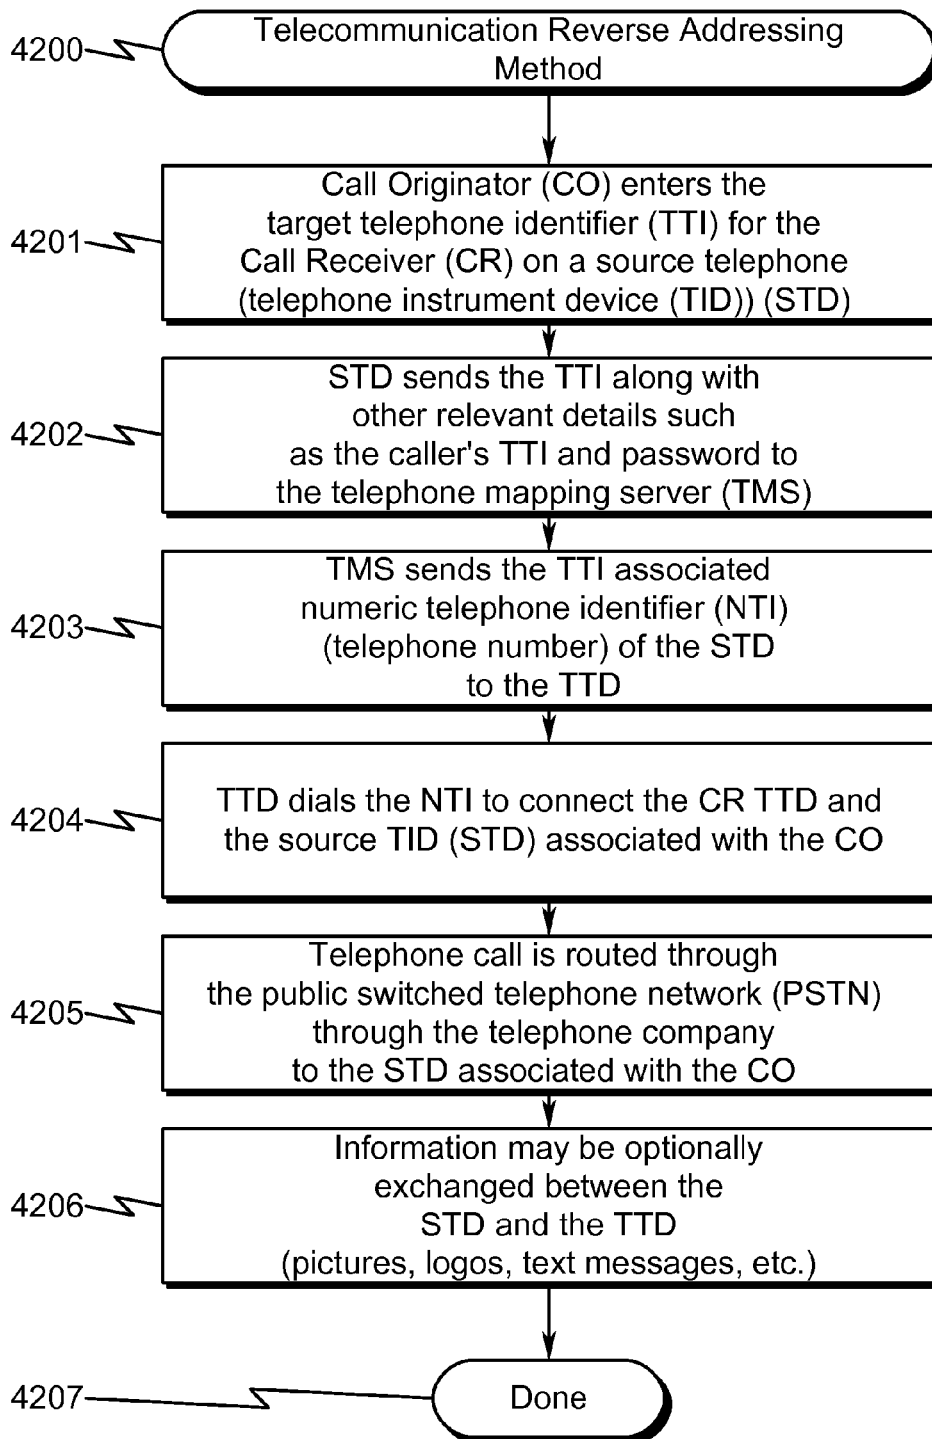 4200
Telecommunication Reverse Addressing
Method
4201
Call Originator (CO) enters the
target telephone identifier (TTI) for the
Call Receiver (CR) on a source telephone
(telephone instrument device (TID)) (STD)
4202
STD sends the TTI along with
other relevant details such
as the caller's TTI and password to
the telephone mapping server (TMS)
4203
TMS sends the TTI associated
numeric telephone identifier (NTI)
(telephone number) of the STD
to the TTD
4204
TTD dials the NTI to connect the CR TTD and
the source TID (STD) associated with the CO
4205
Telephone call is routed through
the public switched telephone network (PSTN)
through the telephone company
to the STD associated with the CO
4206
Information may be optionally
exchanged between the
STD and the TTD
(pictures, logos, text messages, etc.)
4207
Done